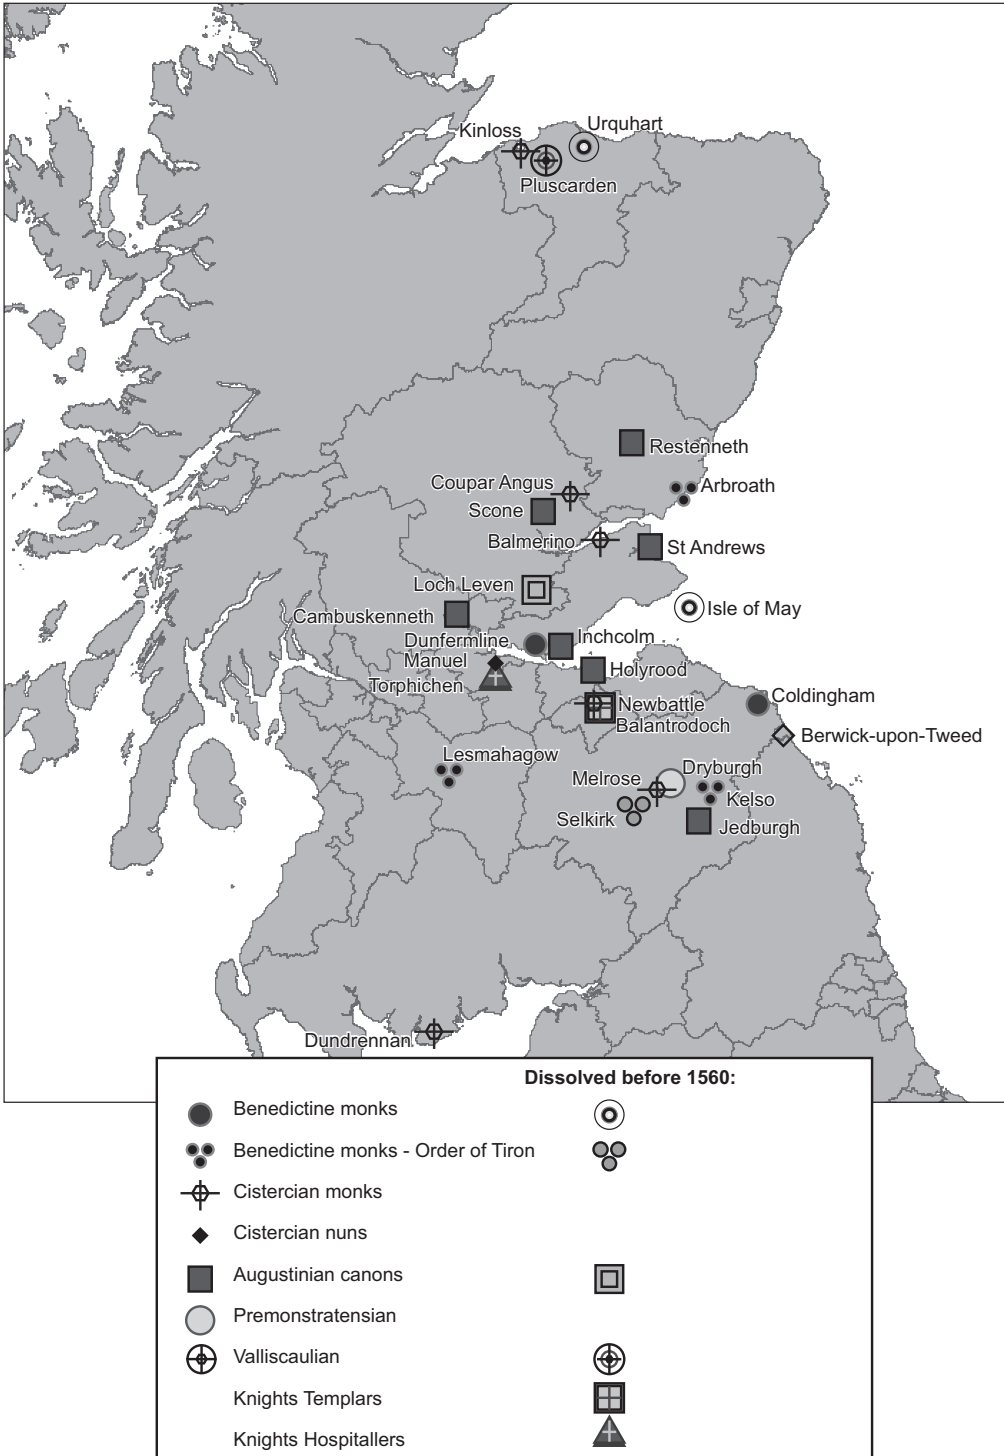 Urquhart
Kinloss
Pluscarden
Restenneth
Coupar Angus
Arbroath
Scone
Balmerino
St Andrews
Loch Leven
Isle of May
Cambuskenneth
Dunfermline
Inchcolm
Manuel
Holyrood
Torphichen
Coldingham
Newbattle
Balantrodoch
Berwick-upon-Tweed
Lesmahagow
Dryburgh
Melrose
Kelso
Selkirk
Jedburgh
Dundrennan
Dissolved before 1560:
Benedictine monks
Benedictine monks - Order of Tiron
Cistercian monks
Cistercian nuns
Augustinian canons
Premonstratensian
Valliscaulian
Knights Templars
Knights Hospitallers